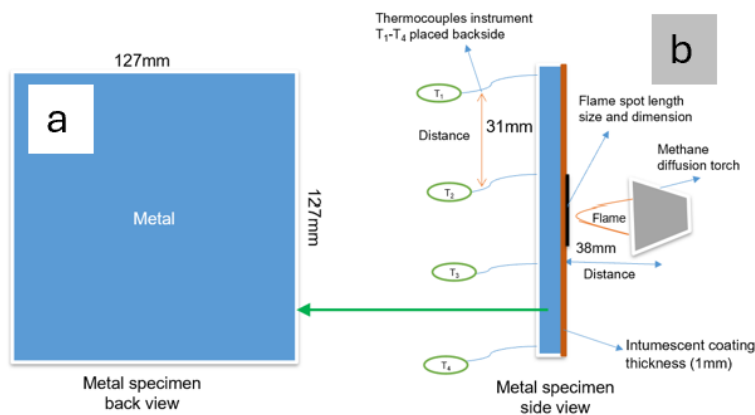 127mm
a
Metal
127mm
Metal specimen
back view
Thermocouples instrument
T1-T4 placed backside
b
T1
Distance
31mm
T2
T3
T4
Flame spot length
size and dimension
Methane
diffusion torch
Flame
38mm
Distance
Intumescent coating
thickness (1mm)
Metal specimen
side view